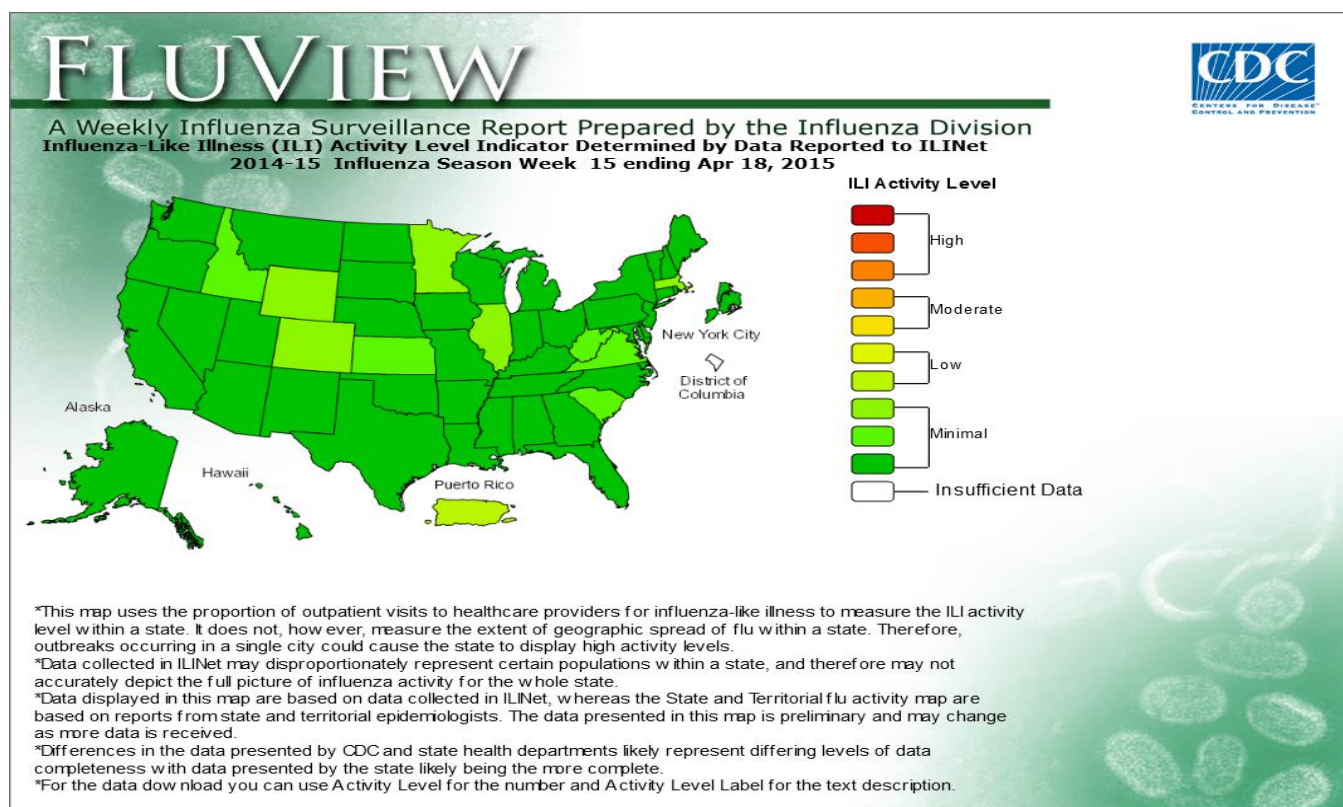 FLUVIEW
CDC
CENTERS FOR DISEASE™
CONTROL AND PREVENTION
A Weekly Influenza Surveillance Report Prepared by the Influenza Division
Influenza-Like Illness (ILI) Activity Level Indicator Determined by Data Reported to ILINet
2014-15 Influenza Season Week 15 ending Apr 18, 2015
ILI Activity Level
High
Moderate
Low
Minimal
Insufficient Data
New York City
District of
Columbia
Alaska
Hawaii
Puerto Rico
*This map uses the proportion of outpatient visits to healthcare providers for influenza-like illness to measure the ILI activity
level within a state. It does not, however, measure the extent of geographic spread of flu within a state. Therefore,
outbreaks occurring in a single city could cause the state to display high activity levels.
*Data collected in ILINet may disproportionately represent certain populations within a state, and therefore may not
accurately depict the full picture of influenza activity for the whole state.
*Data displayed in this map are based on data collected in ILINet, whereas the State and Territorial flu activity map are
based on reports from state and territorial epidemiologists. The data presented in this map is preliminary and may change
as more data is received.
*Differences in the data presented by CDC and state health departments likely represent differing levels of data
completeness with data presented by the state likely being the more complete.
*For the data download you can use Activity Level for the number and Activity Level Label for the text description.